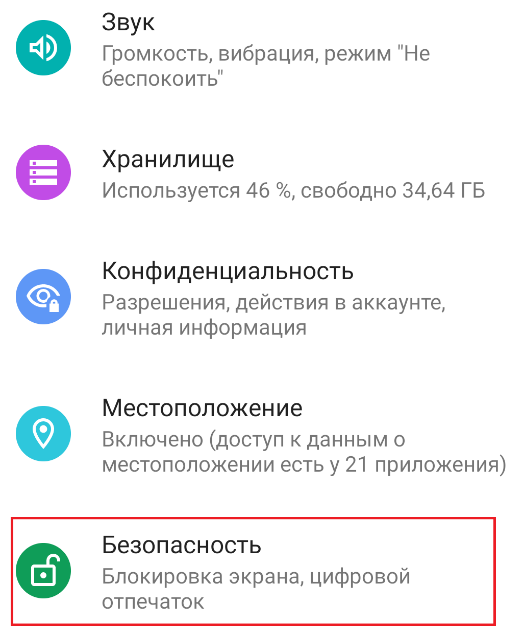 Звук
Громкость, вибрация, режим "Не
беспокоить"
Хранилище
Используется 46 %, свободно 34,64 ГБ
Конфиденциальность
Разрешения, действия в аккаунте,
личная информация
Местоположение
Включено (доступ к данным о
местоположении есть у 21 приложения)
Безопасность
Блокировка экрана, цифровой
отпечаток